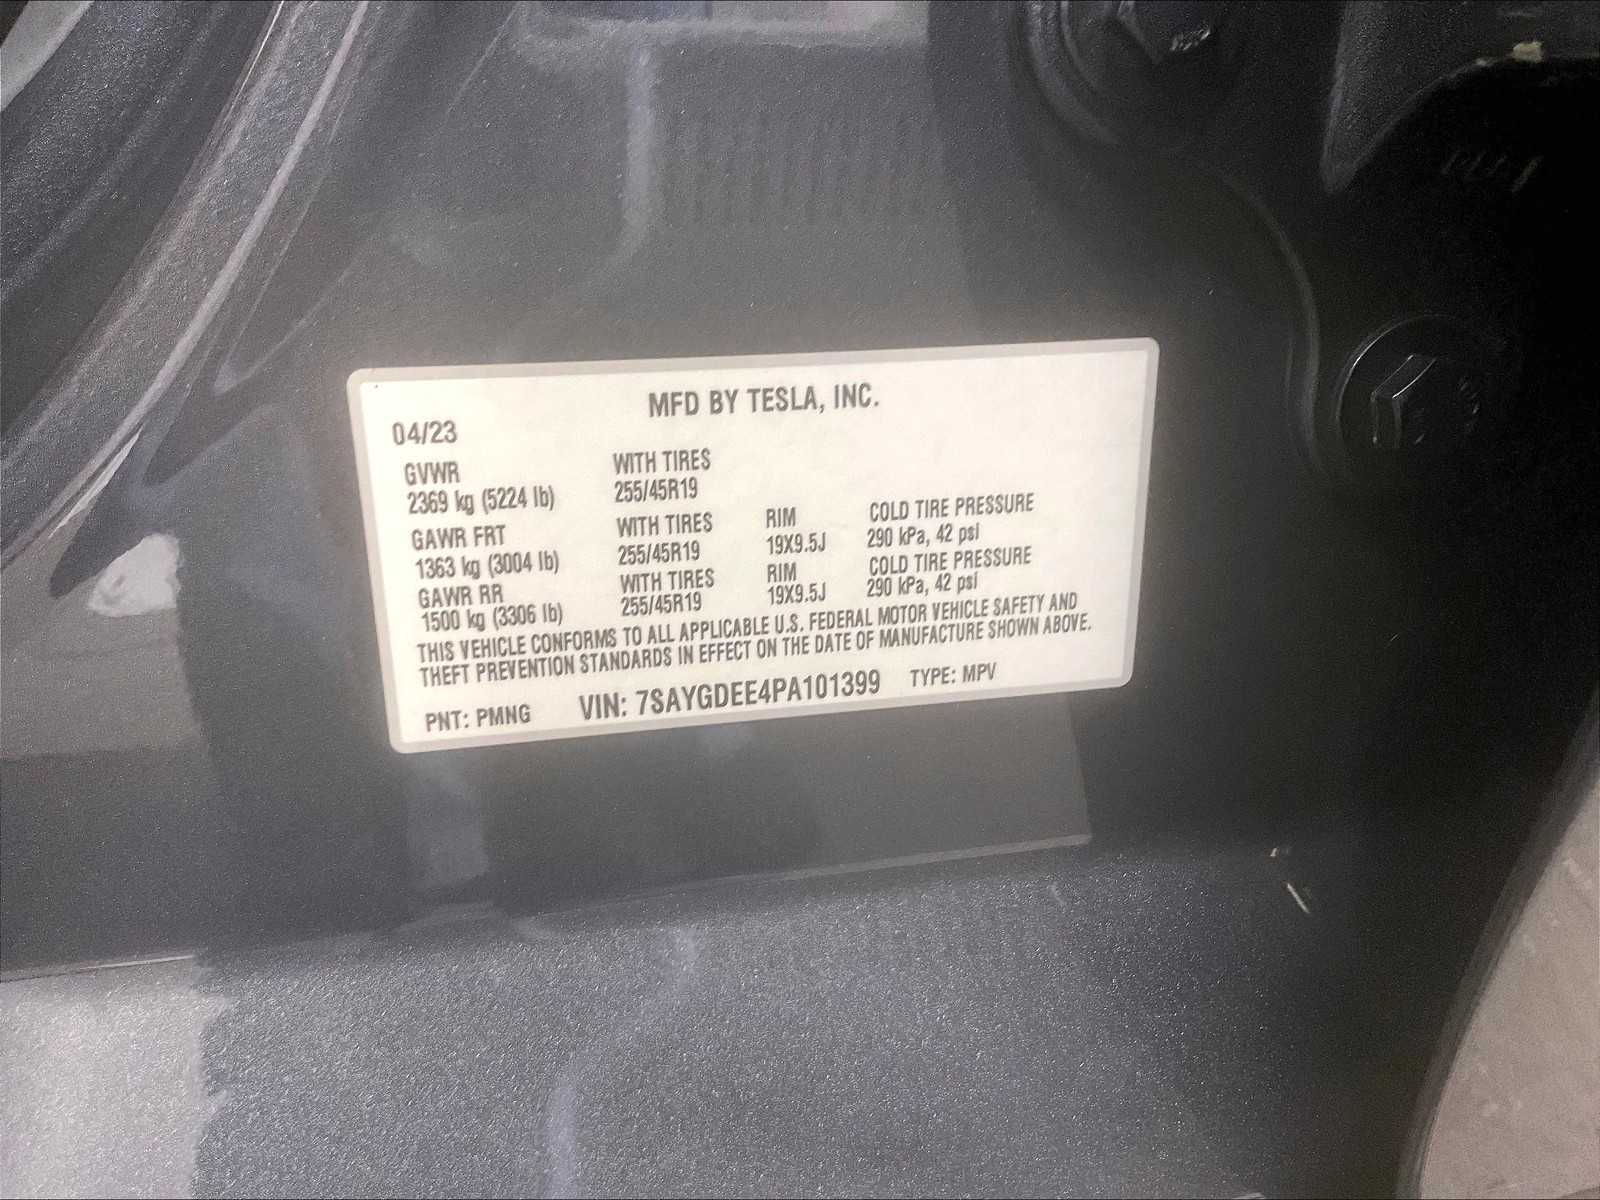 MFD BY TESLA, INC.
04/23
GVWR WITH TIRES
2369 kg (5224 lb) 255/45R19
GAWR FRT WITH TIRES RIM COLD TIRE PRESSURE
1363 kg (3004 lb) 255/45R19 19X9.5J 290 kPa, 42 psi
GAWR RR WITH TIRES RIM COLD TIRE PRESSURE
1500 kg (3306 lb) 255/45R19 19X9.5J 290 kPa, 42 psi
THIS VEHICLE CONFORMS TO ALL APPLICABLE U.S. FEDERAL MOTOR VEHICLE SAFETY AND
THEFT PREVENTION STANDARDS IN EFFECT ON THE DATE OF MANUFACTURE SHOWN ABOVE.
PNT: PMNG VIN: 7SAYGDEE4PA101399 TYPE: MPV